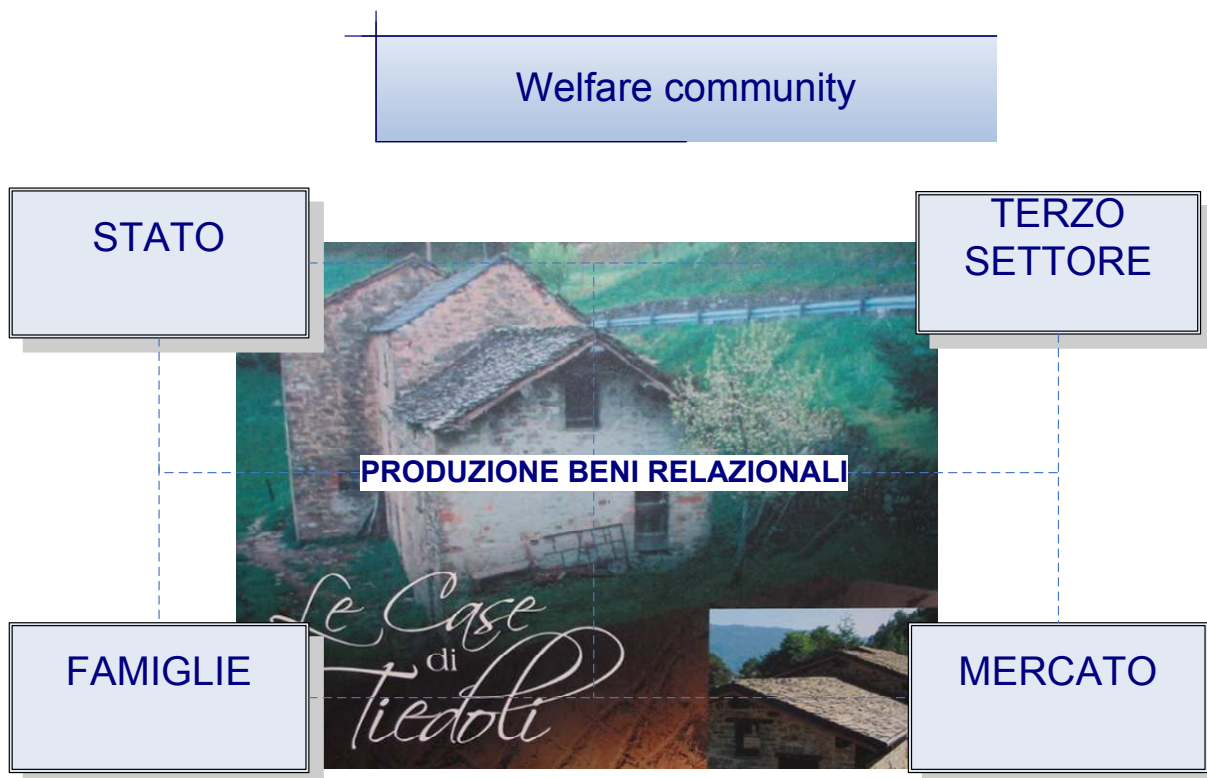 Welfare community
STATO
TERZO
SETTORE
PRODUZIONE BENI RELAZIONALI
Le Case
di
Tiedoli
FAMIGLIE
MERCATO